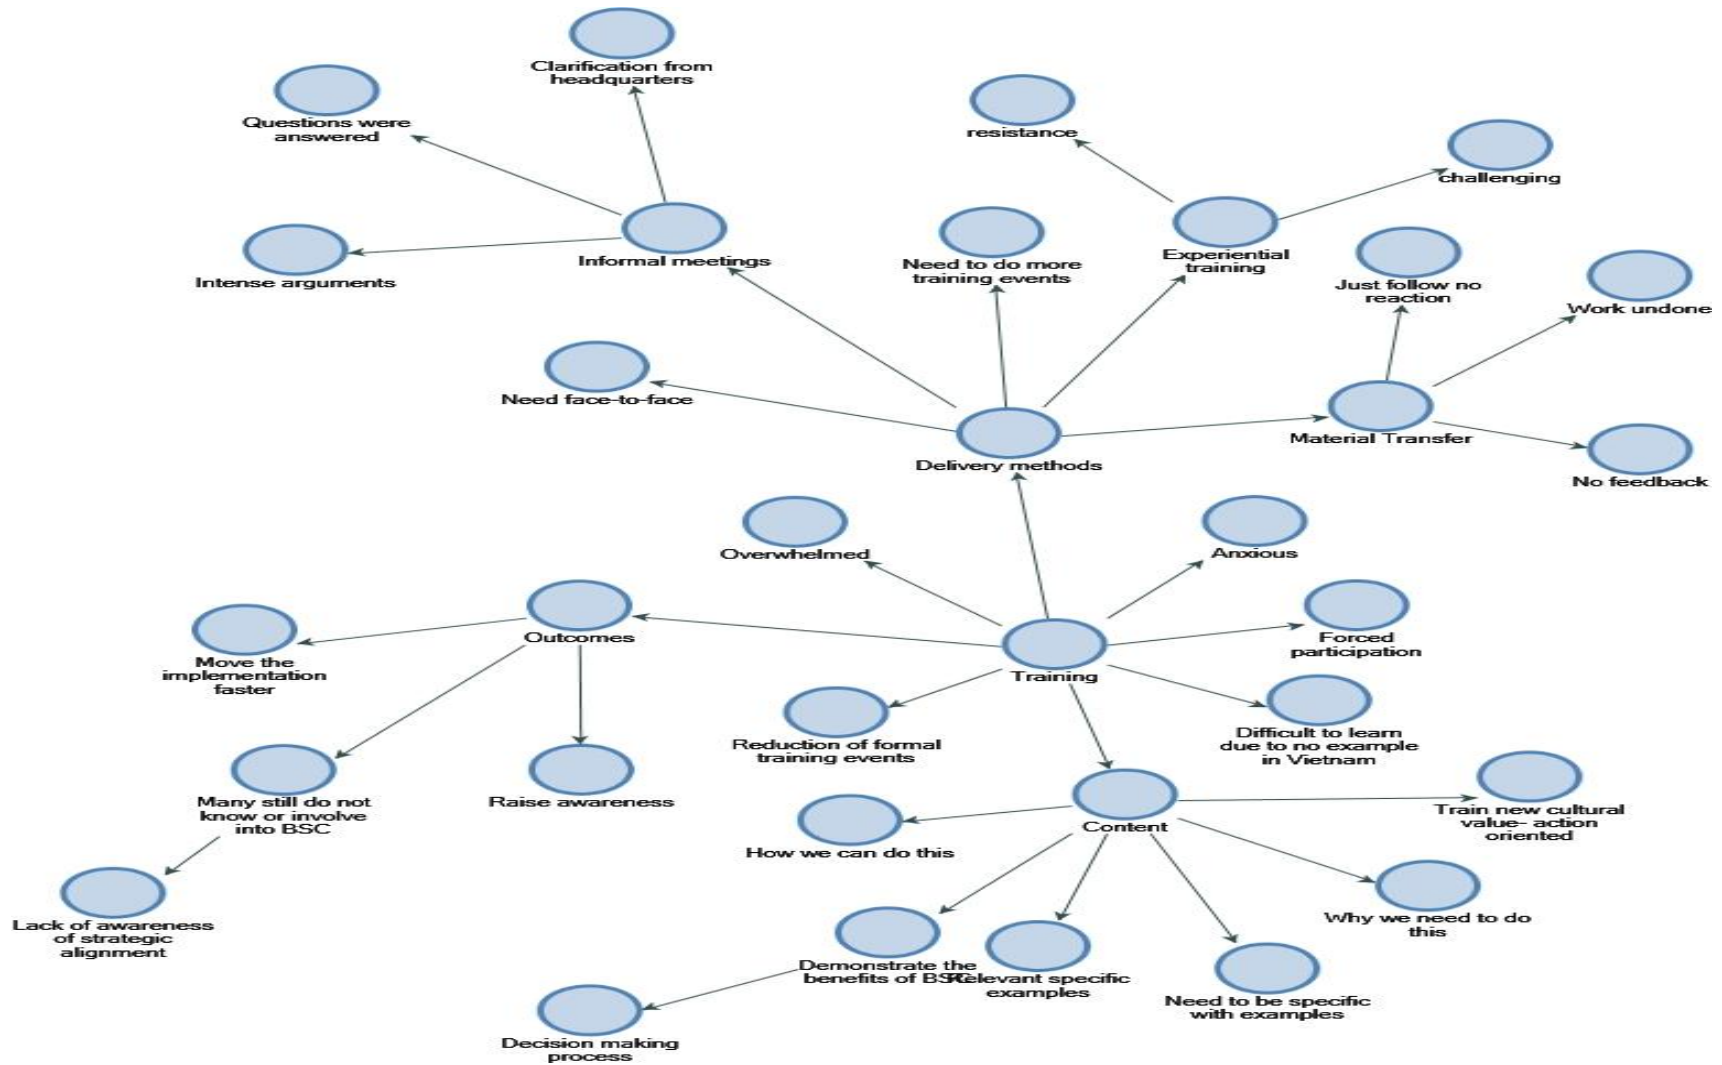 Clarification from
headquarters
Questions were
answered
resistance
challenging
Intense arguments
Informal meetings
Need to do more
training events
Experiential
training
Just follow no
reaction
Work undone
Need face-to-face
Delivery methods
Material Transfer
No feedback
Overwhelmed
Anxious
Outcomes
Move the
implementation
faster
Training
Forced
participation
Reduction of formal
training events
Difficult to learn
due to no example
in Vietnam
Many still do not
know or involve
into BSC
Raise awareness
How we can do this
Content
Train new cultural
value- action
oriented
Lack of awareness
of strategic
alignment
Why we need to do
this
Demonstrate the
benefits of BSC
Relevant specific
examples
Need to be specific
with examples
Decision making
process